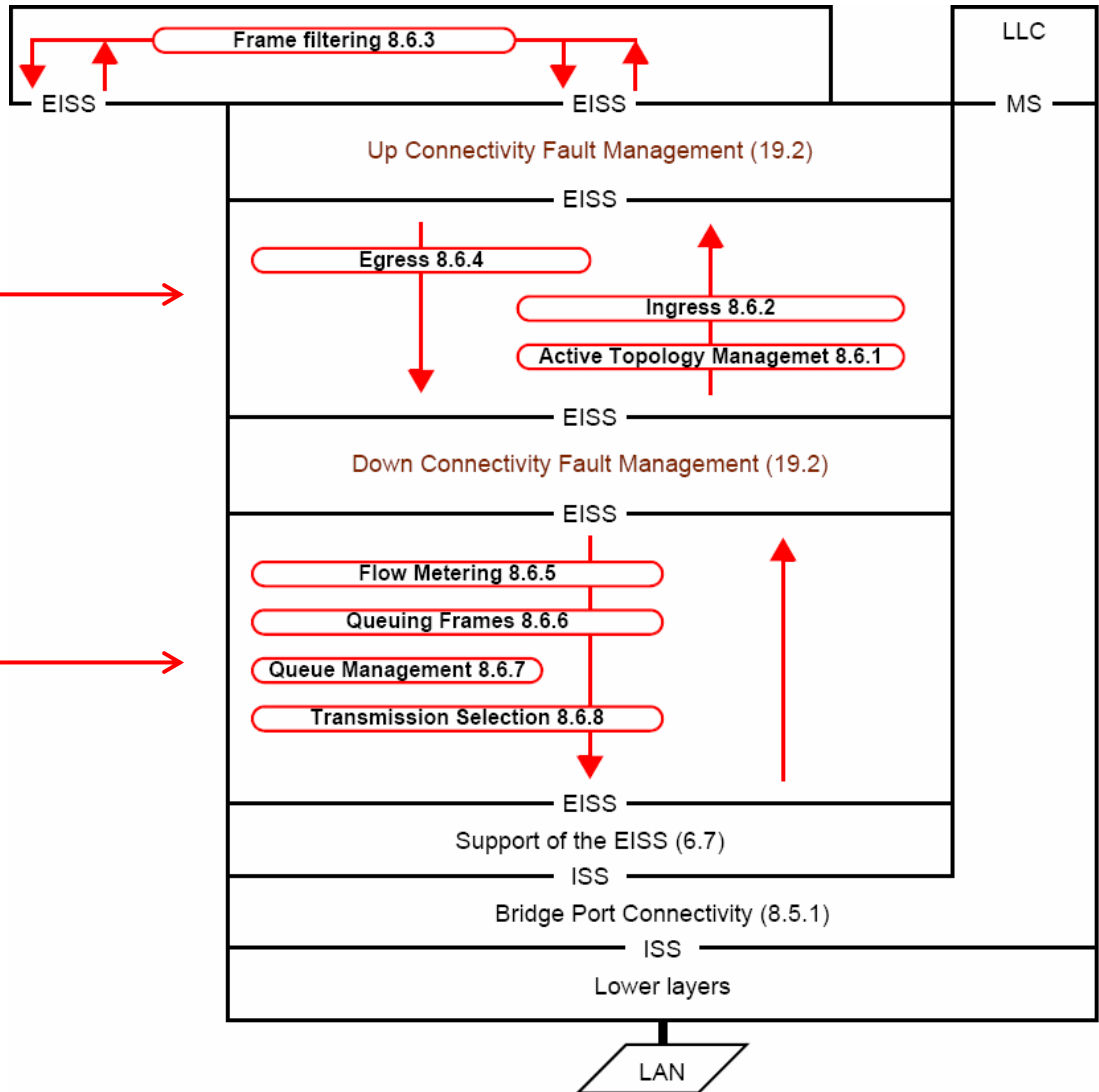 Frame filtering 8.6.3
LLC
EISS
EISS
MS
Up Connectivity Fault Management (19.2)
EISS
Egress 8.6.4
Ingress 8.6.2
Active Topology Managemet 8.6.1
EISS
Down Connectivity Fault Management (19.2)
EISS
Flow Metering 8.6.5
Queuing Frames 8.6.6
Queue Management 8.6.7
Transmission Selection 8.6.8
EISS
Support of the EISS (6.7)
ISS
Bridge Port Connectivity (8.5.1)
ISS
Lower layers
LAN